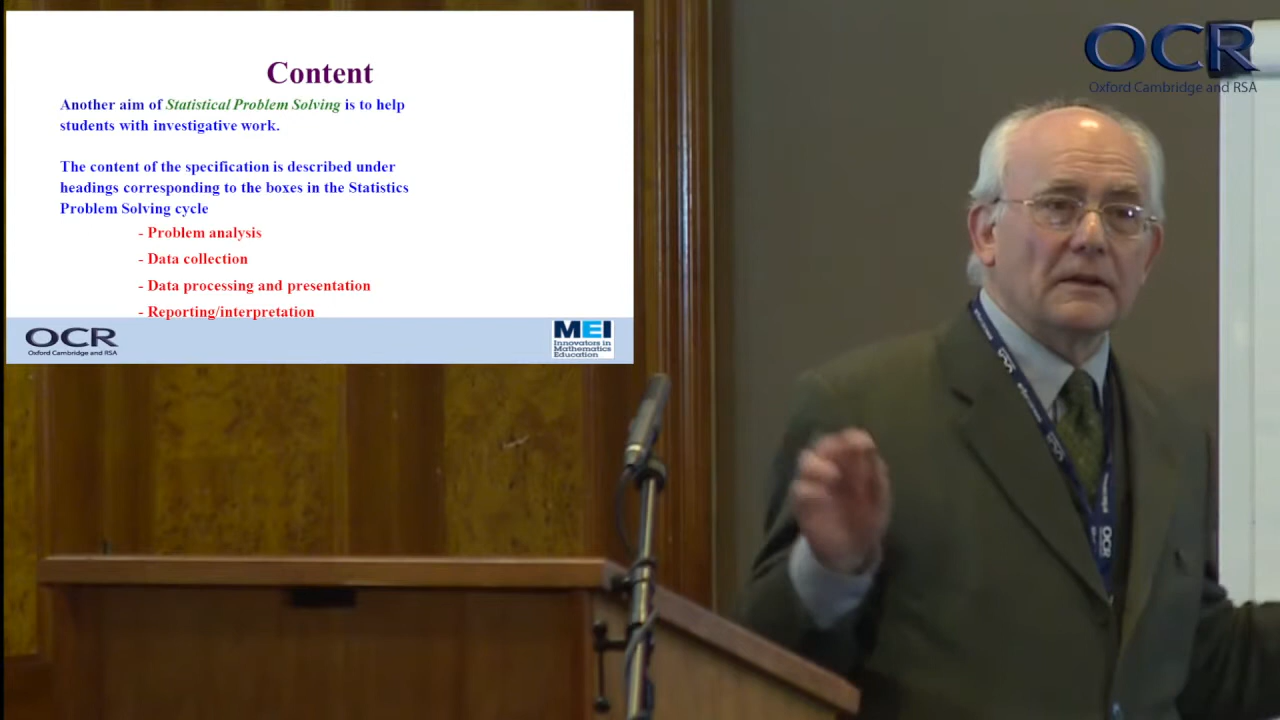 Content
Another aim of Statistical Problem Solving is to help
students with investigative work.
The content of the specification is described under
headings corresponding to the boxes in the Statistics
Problem Solving cycle
- Problem analysis
- Data collection
- Data processing and presentation
- Reporting/interpretation
OCR
Oxford Cambridge and RSA
MEI
Innovators in
Mathematics
Education
OCR
Oxford Cambridge and RSA
OCR